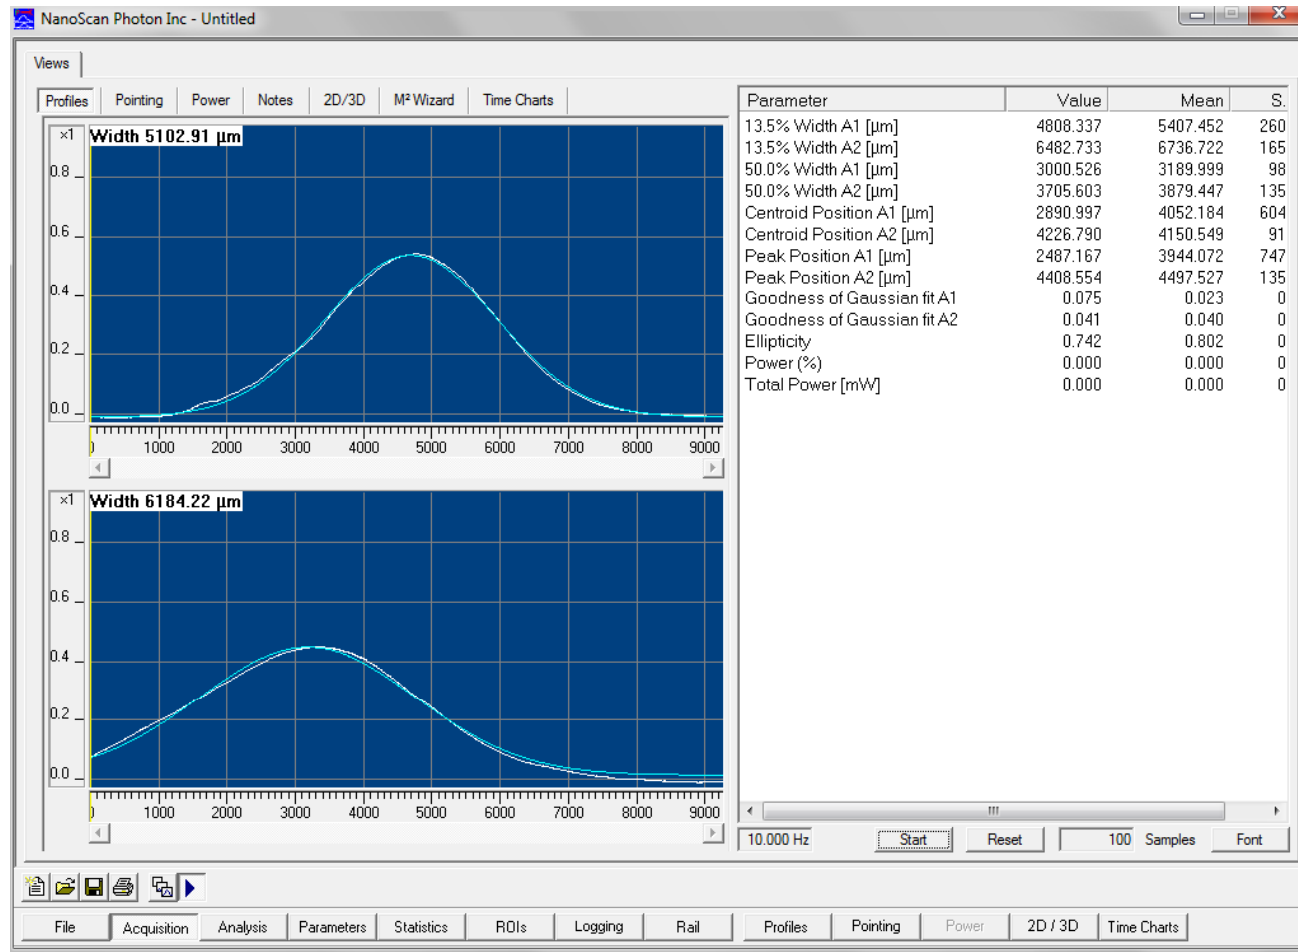 NanoScan Photon Inc - Untitled
Views
Profiles Pointing Power Notes 2D/3D M² Wizard Time Charts
×1 Width 5102.91 µm
0.8
0.6
0.4
0.2
0.0
1000 2000 3000 4000 5000 6000 7000 8000 9000
×1 Width 6184.22 µm
0.8
0.6
0.4
0.2
0.0
1000 2000 3000 4000 5000 6000 7000 8000 9000
Parameter Value Mean S.
13.5% Width A1 [µm] 4808.337 5407.452 260
13.5% Width A2 [µm] 6482.733 6736.722 165
50.0% Width A1 [µm] 3000.526 3189.999 98
50.0% Width A2 [µm] 3705.603 3879.447 135
Centroid Position A1 [µm] 2890.997 4052.184 604
Centroid Position A2 [µm] 4226.790 4150.549 91
Peak Position A1 [µm] 2487.167 3944.072 747
Peak Position A2 [µm] 4408.554 4497.527 135
Goodness of Gaussian fit A1 0.075 0.023 0
Goodness of Gaussian fit A2 0.041 0.040 0
Ellipticity 0.742 0.802 0
Power (%) 0.000 0.000 0
Total Power [mW] 0.000 0.000 0
10.000 Hz Start Reset 100 Samples Font
File Acquisition Analysis Parameters Statistics ROIs Logging Rail Profiles Pointing Power 2D / 3D Time Charts